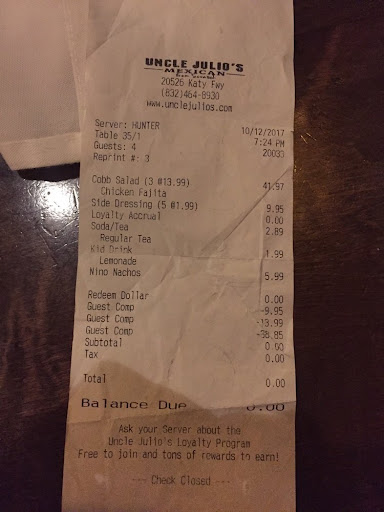 UNCLE JULIO'S
MEXICAN
20526 Katy Fwy
(832)464-8930
www.unclejulios.com
Server: HUNTER 10/12/2017
Table 35/1 7:24 PM
Guests: 4 20033
Reprint #: 3
Cobb Salad (3 @13.99) 41.97
Chicken Fajita
Side Dressing (5 @1.99) 9.95
Loyalty Accrual 0.00
Soda/Tea 2.89
Regular Tea
Kid Drink 1.99
Lemonade
Nino Nachos 5.99
Redeem Dollar 0.00
Guest Comp -9.95
Guest Comp -13.99
Guest Comp -38.85
Subtotal 0.00
Tax 0.00
Total 0.00
Balance Due 0.00
Ask your Server about the
Uncle Julio's Loyalty Program
Free to join and tons of rewards to earn!
--- Check Closed ---